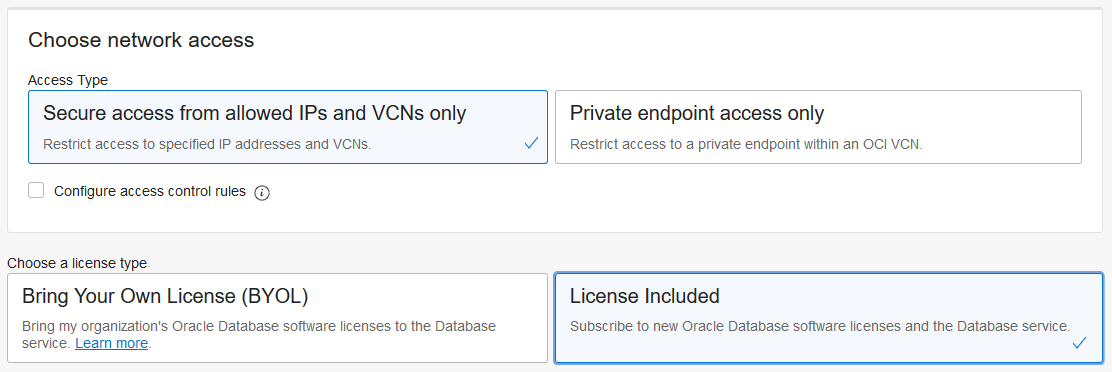 Choose network access
Access Type
Secure access from allowed IPs and VCNs only
Restrict access to specified IP addresses and VCNs.
Private endpoint access only
Restrict access to a private endpoint within an OCI VCN.
Configure access control rules
Choose a license type
Bring Your Own License (BYOL)
Bring my organization's Oracle Database software licenses to the Database
service. Learn more.
License Included
Subscribe to new Oracle Database software licenses and the Database service.